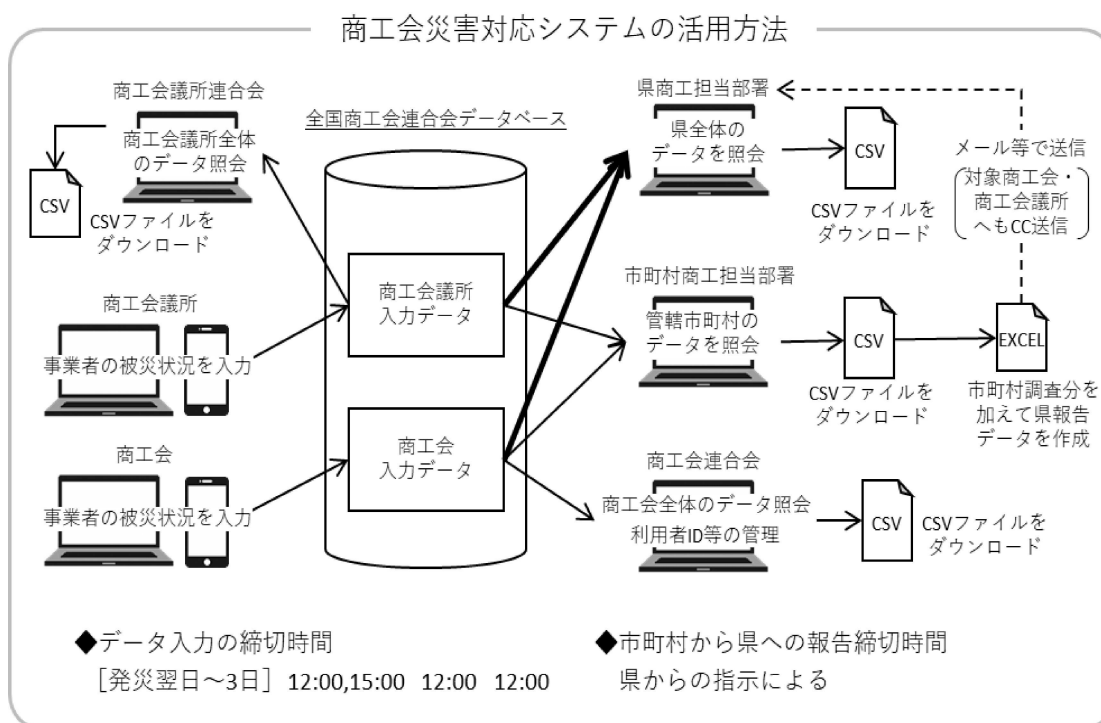 商工会災害対応システムの活用方法
商工会議所連合会
商工会議所全体
のデータ照会
CSV
CSVファイルを
ダウンロード
商工会議所
事業者の被災状況を入力
商工会
事業者の被災状況を入力
全国商工会連合会データベース
商工会議所
入力データ
商工会
入力データ
県商工担当部署
県全体の
データを照会
CSV
CSVファイルを
ダウンロード
メール等で送信
対象商工会・
商工会議所
へもCC送信
市町村商工担当部署
管轄市町村の
データを照会
CSV
CSVファイルを
ダウンロード
EXCEL
市町村調査分を
加えて県報告
データを作成
商工会連合会
商工会全体のデータ照会
利用者ID等の管理
CSV
CSVファイルを
ダウンロード
◆データ入力の締切時間
[発災翌日～3日] 12:00,15:00 12:00 12:00
◆市町村から県への報告締切時間
県からの指示による